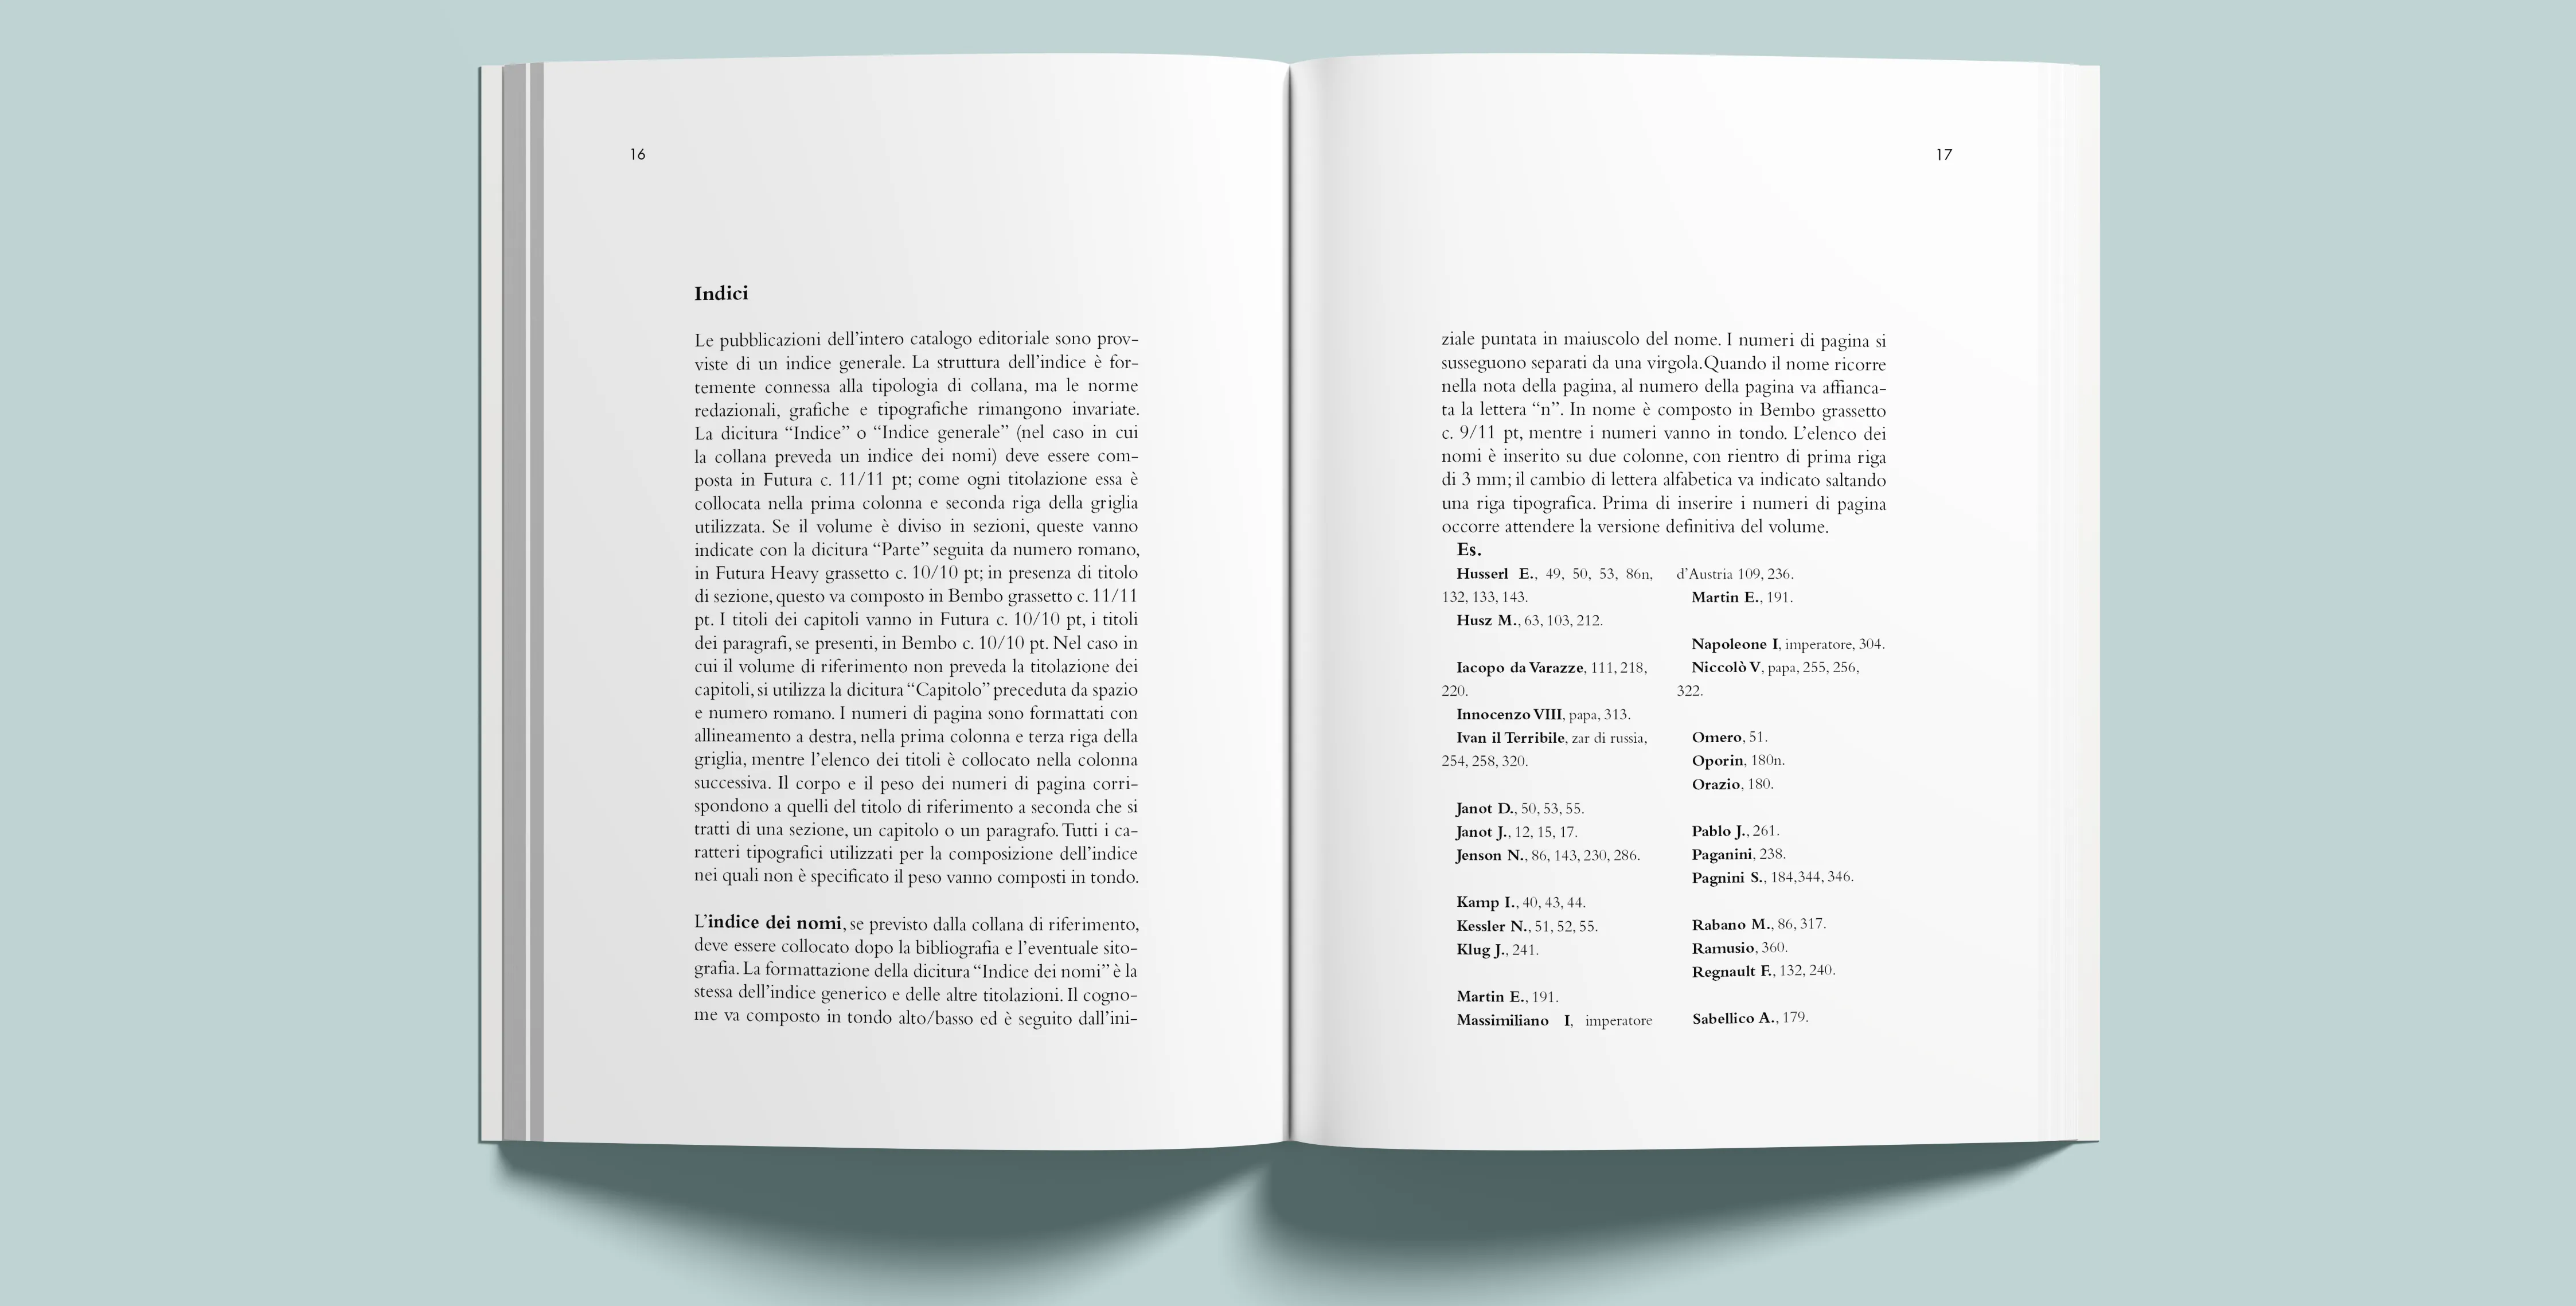 16
Indici
Le pubblicazioni dell’intero catalogo editoriale sono prov-
viste di un indice generale. La struttura dell’indice è for-
temente connessa alla tipologia di collana, ma le norme
redazionali, grafiche e tipografiche rimangono invariate.
La dicitura “Indice” o “Indice generale” (nel caso in cui
la collana preveda un indice dei nomi) deve essere com-
posta in Futura c. 11/11 pt; come ogni titolazione essa è
collocata nella prima colonna e seconda riga della griglia
utilizzata. Se il volume è diviso in sezioni, queste vanno
indicate con la dicitura “Parte” seguita da numero romano,
in Futura Heavy grassetto c. 10/10 pt; in presenza di titolo
di sezione, questo va composto in Bembo grassetto c. 11/11
pt. I titoli dei capitoli vanno in Futura c. 10/10 pt, i titoli
dei paragrafi, se presenti, in Bembo c. 10/10 pt. Nel caso in
cui il volume di riferimento non preveda la titolazione dei
capitoli, si utilizza la dicitura “Capitolo” preceduta da spazio
e numero romano. I numeri di pagina sono formattati con
allineamento a destra, nella prima colonna e terza riga della
griglia, mentre l’elenco dei titoli è collocato nella colonna
successiva. Il corpo e il peso dei numeri di pagina corri-
spondono a quelli del titolo di riferimento a seconda che si
tratti di una sezione, un capitolo o un paragrafo. Tutti i ca-
ratteri tipografici utilizzati per la composizione dell’indice
nei quali non è specificato il peso vanno composti in tondo.
L’indice dei nomi, se previsto dalla collana di riferimento,
deve essere collocato dopo la bibliografia e l’eventuale sito-
grafia. La formattazione della dicitura “Indice dei nomi” è la
stessa dell’indice generico e delle altre titolazioni. Il cogno-
me va composto in tondo alto/basso ed è seguito dall’ini-
17
ziale puntata in maiuscolo del nome. I numeri di pagina si
susseguono separati da una virgola.Quando il nome ricorre
nella nota della pagina, al numero della pagina va affianca-
ta la lettera “n”. In nome è composto in Bembo grassetto
c. 9/11 pt, mentre i numeri vanno in tondo. L’elenco dei
nomi è inserito su due colonne, con rientro di prima riga
di 3 mm; il cambio di lettera alfabetica va indicato saltando
una riga tipografica. Prima di inserire i numeri di pagina
occorre attendere la versione definitiva del volume.
Es.
Husserl E., 49, 50, 53, 86n,
132, 133, 143.
Husz M., 63, 103, 212.
Iacopo da Varazze, 111, 218,
220.
Innocenzo VIII, papa, 313.
Ivan il Terribile, zar di russia,
254, 258, 320.
Janot D., 50, 53, 55.
Janot J., 12, 15, 17.
Jenson N., 86, 143, 230, 286.
Kamp I., 40, 43, 44.
Kessler N., 51, 52, 55.
Klug J., 241.
Martin E., 191.
Massimiliano I, imperatore
d’Austria 109, 236.
Martin E., 191.
Napoleone I, imperatore, 304.
Niccolò V, papa, 255, 256,
322.
Omero, 51.
Oporin, 180n.
Orazio, 180.
Pablo J., 261.
Paganini, 238.
Pagnini S., 184,344, 346.
Rabano M., 86, 317.
Ramusio, 360.
Regnault F., 132, 240.
Sabellico A., 179.